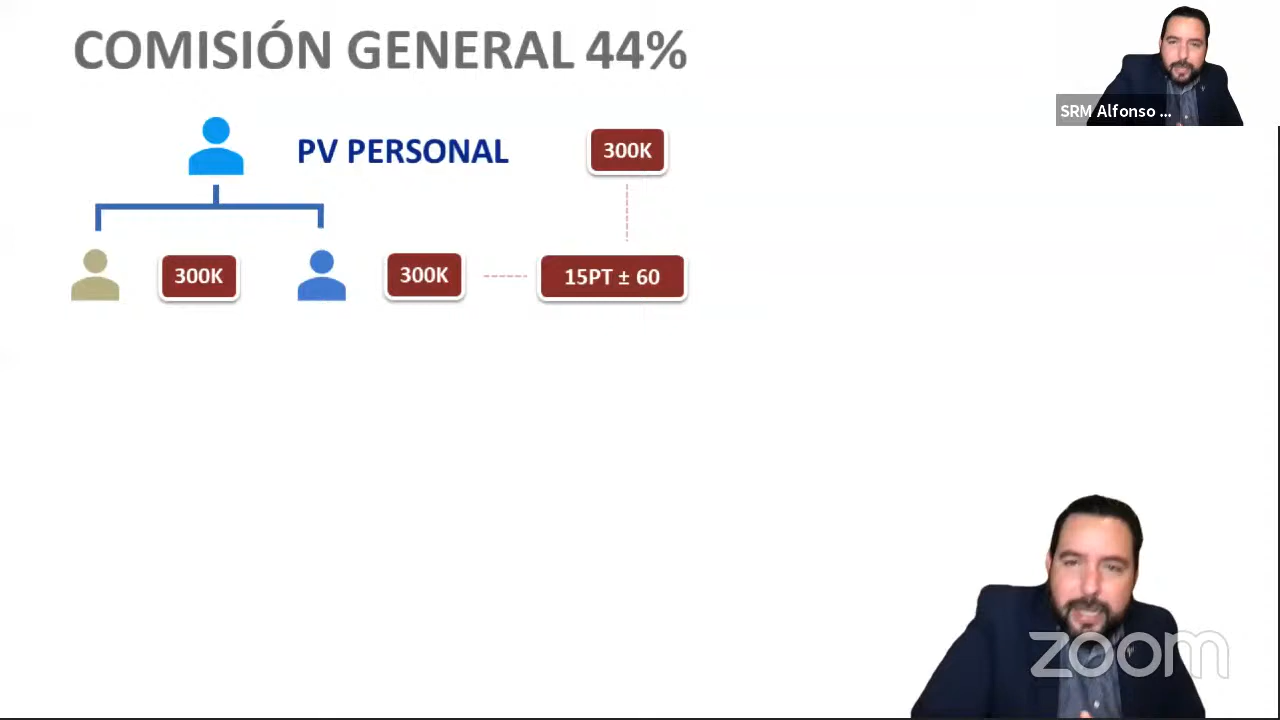 COMISIÓN GENERAL 44%
SRM Alfonso ...
PV PERSONAL
300K
300K
300K
15PT ± 60
zoom